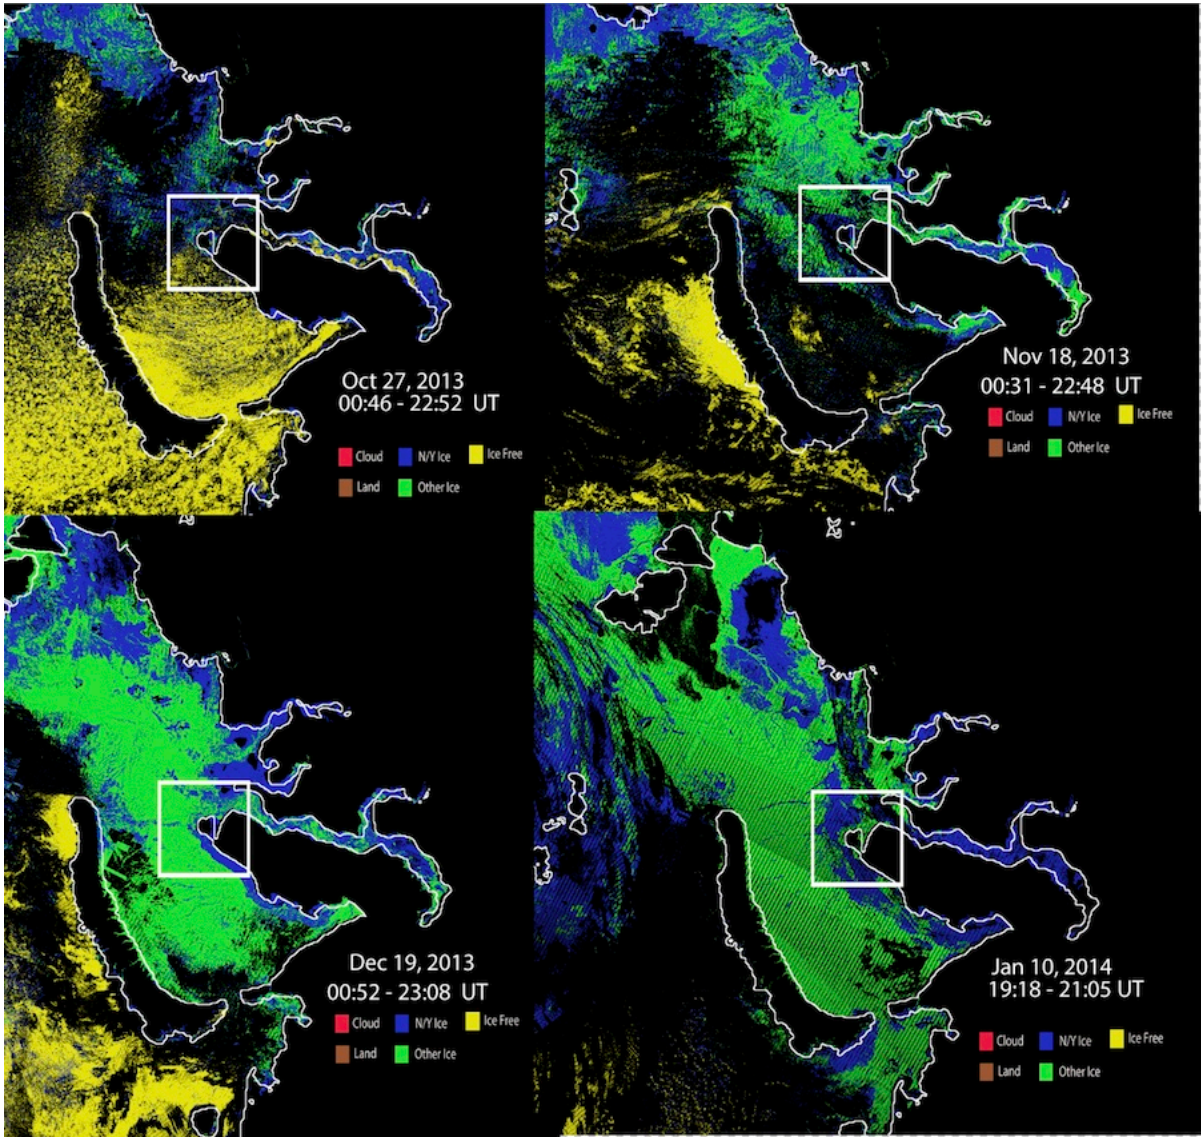 Oct 27, 2013
00:46 - 22:52 UT
Cloud N/Y Ice Ice Free
Land Other Ice
Nov 18, 2013
00:31 - 22:48 UT
Cloud N/Y Ice Ice Free
Land Other Ice
Dec 19, 2013
00:52 - 23:08 UT
Cloud N/Y Ice Ice Free
Land Other Ice
Jan 10, 2014
19:18 - 21:05 UT
Cloud N/Y Ice Ice Free
Land Other Ice